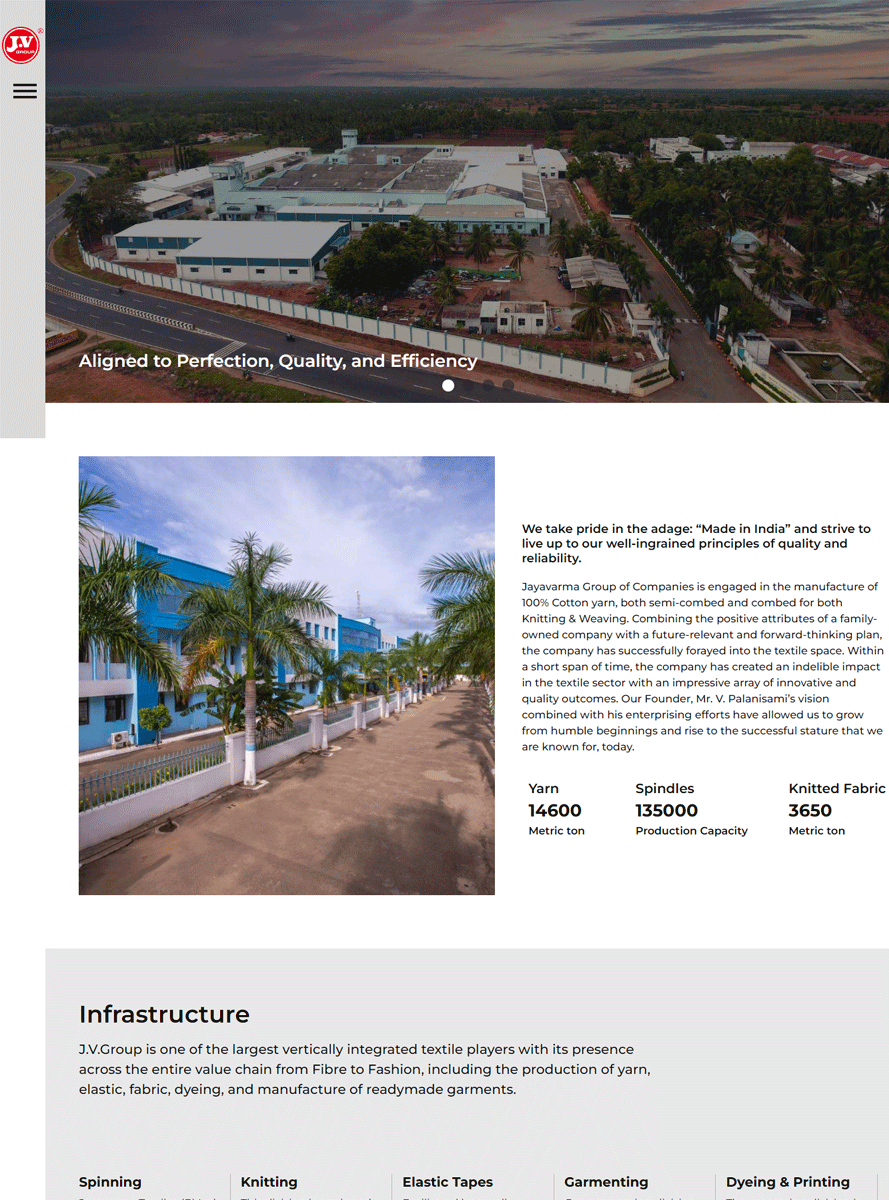 J.V
GROUP
Aligned to Perfection, Quality, and Efficiency
We take pride in the adage: “Made in India” and strive to
live up to our well-ingrained principles of quality and
reliability.
Jayavarma Group of Companies is engaged in the manufacture of
100% Cotton yarn, both semi-combed and combed for both
Knitting & Weaving. Combining the positive attributes of a family-
owned company with a future-relevant and forward-thinking plan,
the company has successfully forayed into the textile space. Within
a short span of time, the company has created an indelible impact
in the textile sector with an impressive array of innovative and
quality outcomes. Our Founder, Mr. V. Palanisami’s vision
combined with his enterprising efforts have allowed us to grow
from humble beginnings and rise to the successful stature that we
are known for, today.
Yarn Spindles Knitted Fabric
14600 135000 3650
Metric ton Production Capacity Metric ton
Infrastructure
J.V.Group is one of the largest vertically integrated textile players with its presence
across the entire value chain from Fibre to Fashion, including the production of yarn,
elastic, fabric, dyeing, and manufacture of readymade garments.
Spinning Knitting Elastic Tapes Garmenting Dyeing & Printing